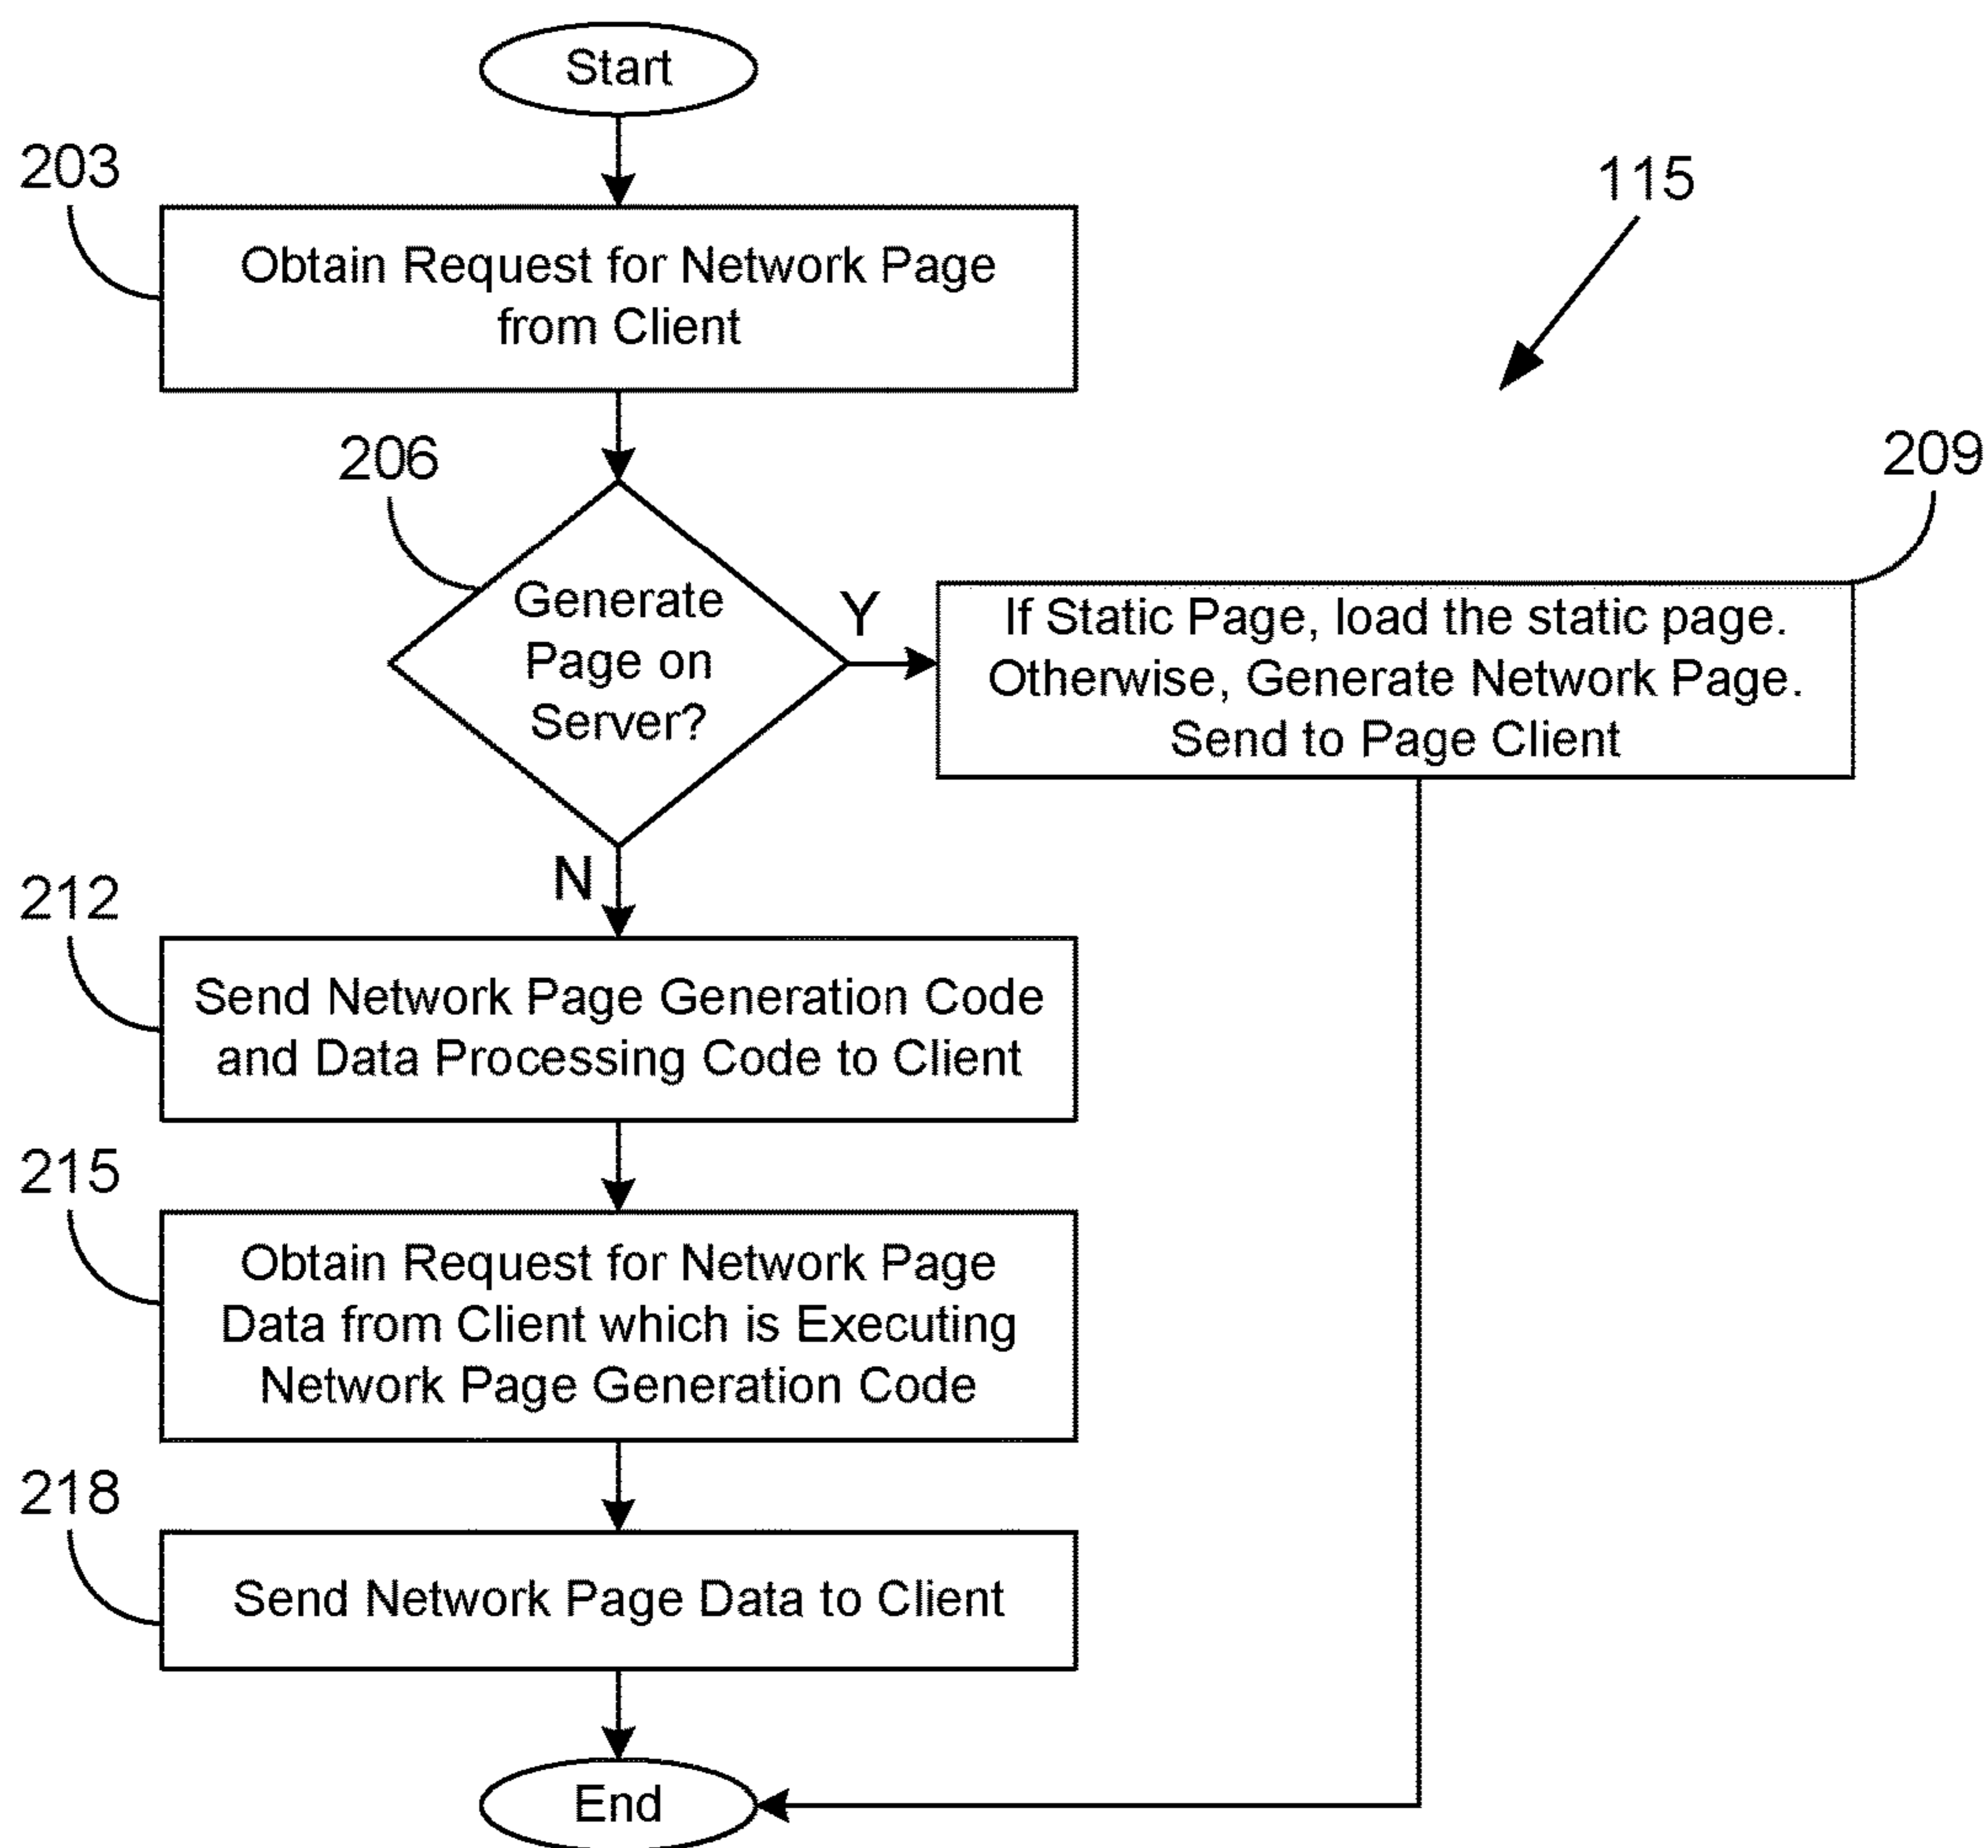 Start
203
Obtain Request for Network Page
from Client
115
206
Generate
Page on
Server?
Y
209
If Static Page, load the static page.
Otherwise, Generate Network Page.
Send to Page Client
N
212
Send Network Page Generation Code
and Data Processing Code to Client
215
Obtain Request for Network Page
Data from Client which is Executing
Network Page Generation Code
218
Send Network Page Data to Client
End